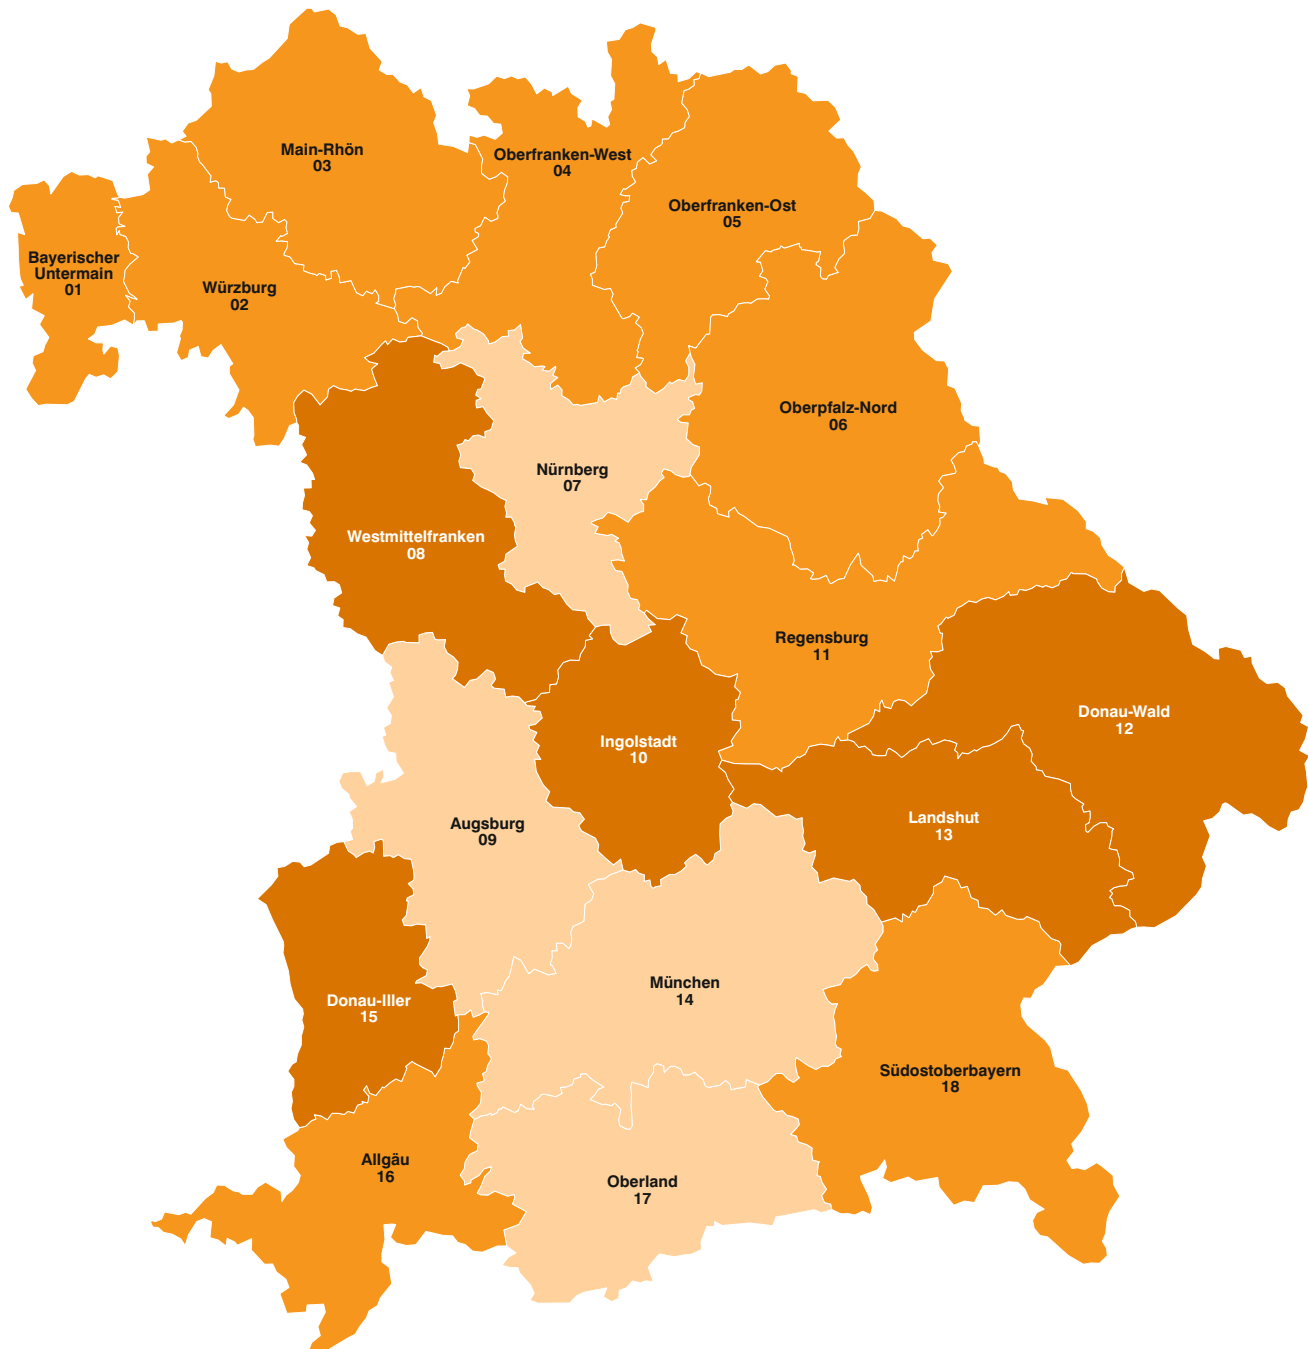 Main-Rhön
03
Oberfranken-West
04
Oberfranken-Ost
05
Bayerischer
Untermain
01
Würzburg
02
Oberpfalz-Nord
06
Nürnberg
07
Westmittelfranken
08
Regensburg
11
Donau-Wald
12
Ingolstadt
10
Augsburg
09
Landshut
13
München
14
Donau-Iller
15
Südostoberbayern
18
Allgäu
16
Oberland
17